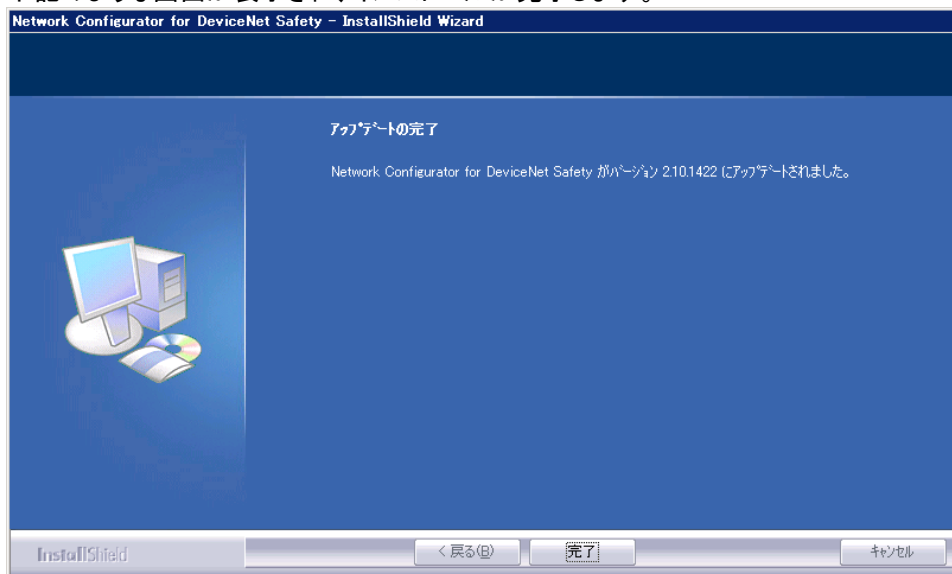 Network Configurator for DeviceNet Safety - InstallShield Wizard
ｱｯﾌﾟﾃﾞｰﾄの完了
Network Configurator for DeviceNet Safety がﾊﾞｰｼﾞｮﾝ 2.10.1422 にｱｯﾌﾟﾃﾞｰﾄされました。
InstallShield
< 戻る(B)
完了
ｷｬﾝｾﾙ